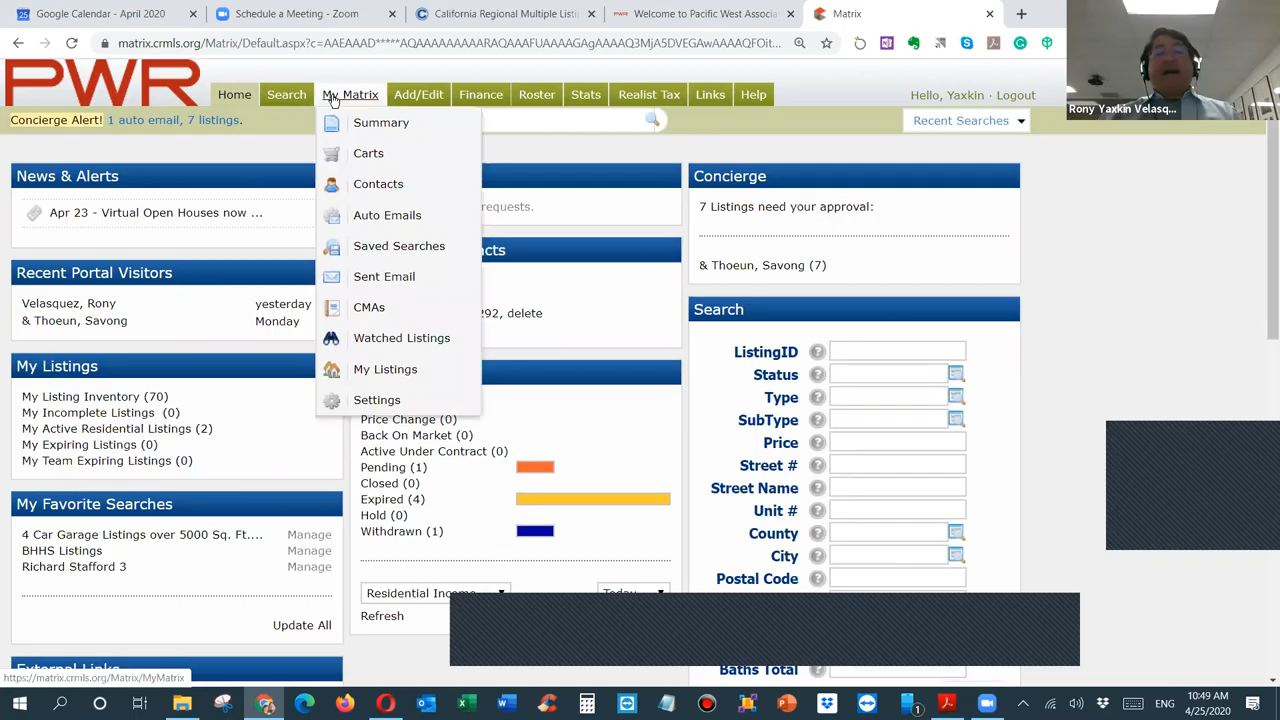 Google Calendar - April 2020
Schedule a Meeting - Zoom
California Regional Multiple Listi
Welcome to Pacific West Associa
Matrix
matrix.crmls.org/Matrix/Default.aspx?c=AAEAAAD*****AQAAAAAAAAARAQAAAFUAAAAGAgAAAAQ3MjA5DVEGAwAAAAQFOit...
PWR
Home
Search
My Matrix
Add/Edit
Finance
Roster
Stats
Realist Tax
Links
Help
Hello, Yaxkin · Logout
Rony Yaxkin Velasq...
Concierge Alert! 1 auto email, 7 listings.
Recent Searches
Summary
Carts
Contacts
Auto Emails
Saved Searches
Sent Email
CMAs
Watched Listings
My Listings
Settings
News & Alerts
Apr 23 - Virtual Open Houses now ...
Recent Portal Visitors
Velasquez, Rony yesterday
& Thoeun, Savong Monday
My Listings
My Listing Inventory (70)
My Incomplete Listings (0)
My Active Residential Listings (2)
My Expiring Listings (0)
My Team Expiring Listings (0)
My Favorite Searches
4 Car Garage Listings over 5000 Sq. Ft.... Manage
BHHS Listings Manage
Richard Stafford 3 Manage
Update All
External Links
requests.
cts
292, delete
Price Change (0)
Back On Market (0)
Active Under Contract (0)
Pending (1)
Closed (0)
Expired (4)
Hold (0)
Withdrawn (1)
Residential Income
Today
Refresh
Concierge
7 Listings need your approval:
& Thoeun, Savong (7)
Search
ListingID
Status
Type
SubType
Price
Street #
Street Name
Unit #
County
City
Postal Code
Baths Total
https://matrix.crmls.org/Matrix/MyMatrix
ENG
10:49 AM
4/25/2020